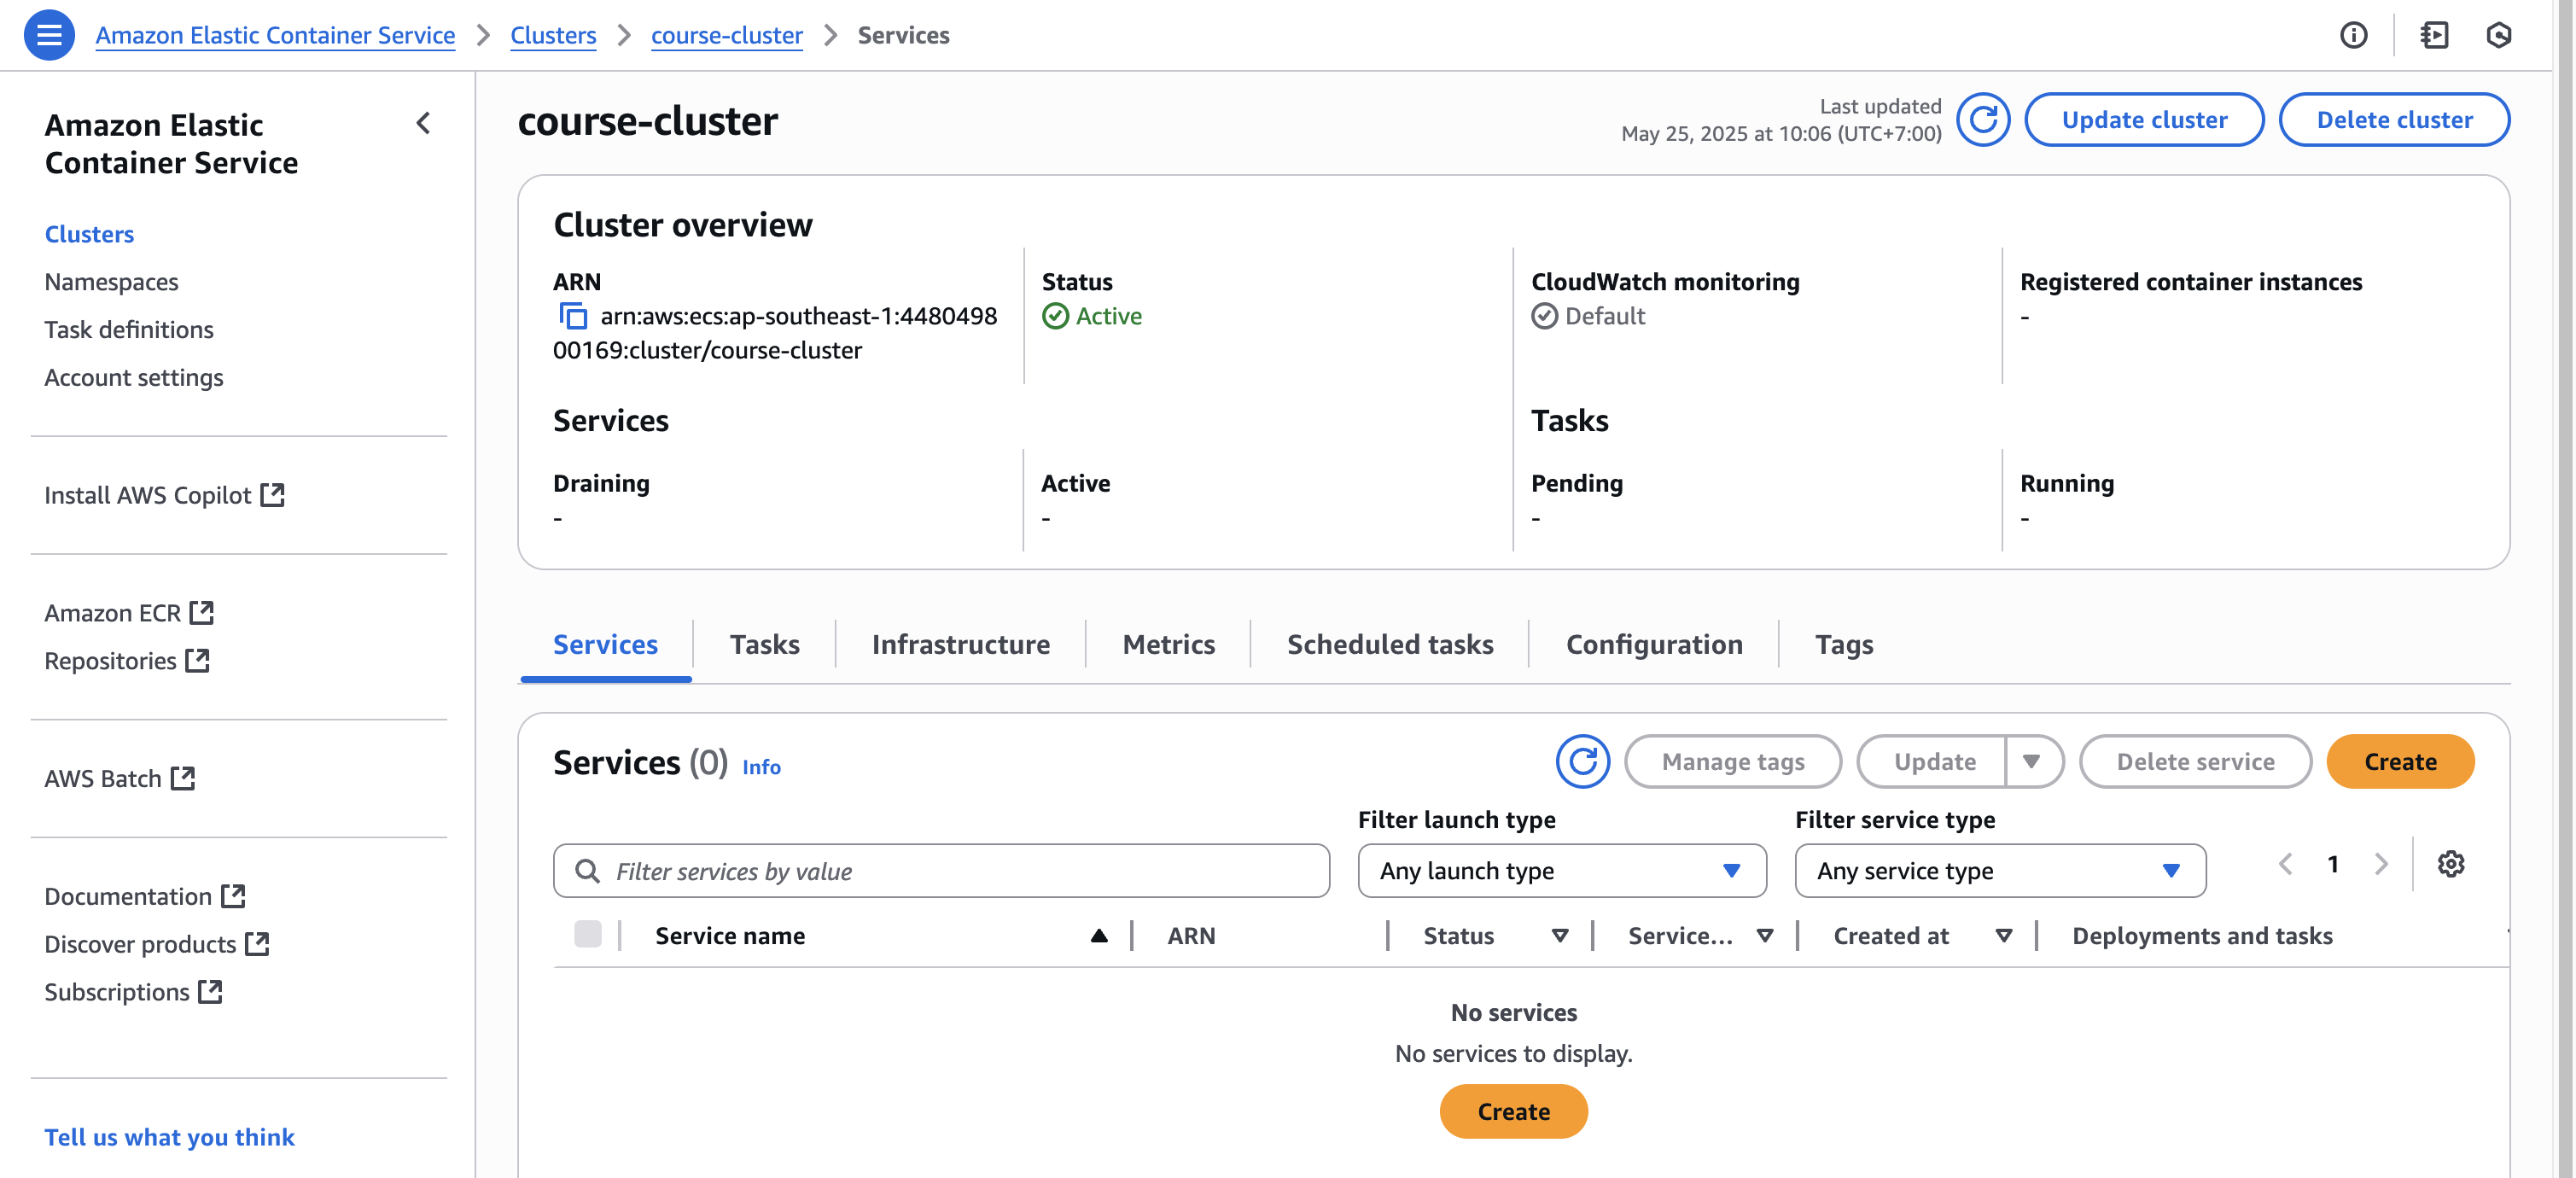 Amazon Elastic Container Service > Clusters > course-cluster > Services
Amazon Elastic
Container Service
Clusters
Namespaces
Task definitions
Account settings
Install AWS Copilot
Amazon ECR
Repositories
AWS Batch
Documentation
Discover products
Subscriptions
Tell us what you think
course-cluster
Last updated
May 25, 2025 at 10:06 (UTC+7:00)
Update cluster
Delete cluster
Cluster overview
ARN
arn:aws:ecs:ap-southeast-1:4480498
00169:cluster/course-cluster
Status
Active
CloudWatch monitoring
Default
Registered container instances
-
Services
Draining
-
Active
-
Tasks
Pending
-
Running
-
Services Tasks Infrastructure Metrics Scheduled tasks Configuration Tags
Services (0) Info
Manage tags
Update
Delete service
Create
Filter launch type
Filter service type
Filter services by value
Any launch type
Any service type
1
Service name ARN Status Service... Created at Deployments and tasks
No services
No services to display.
Create